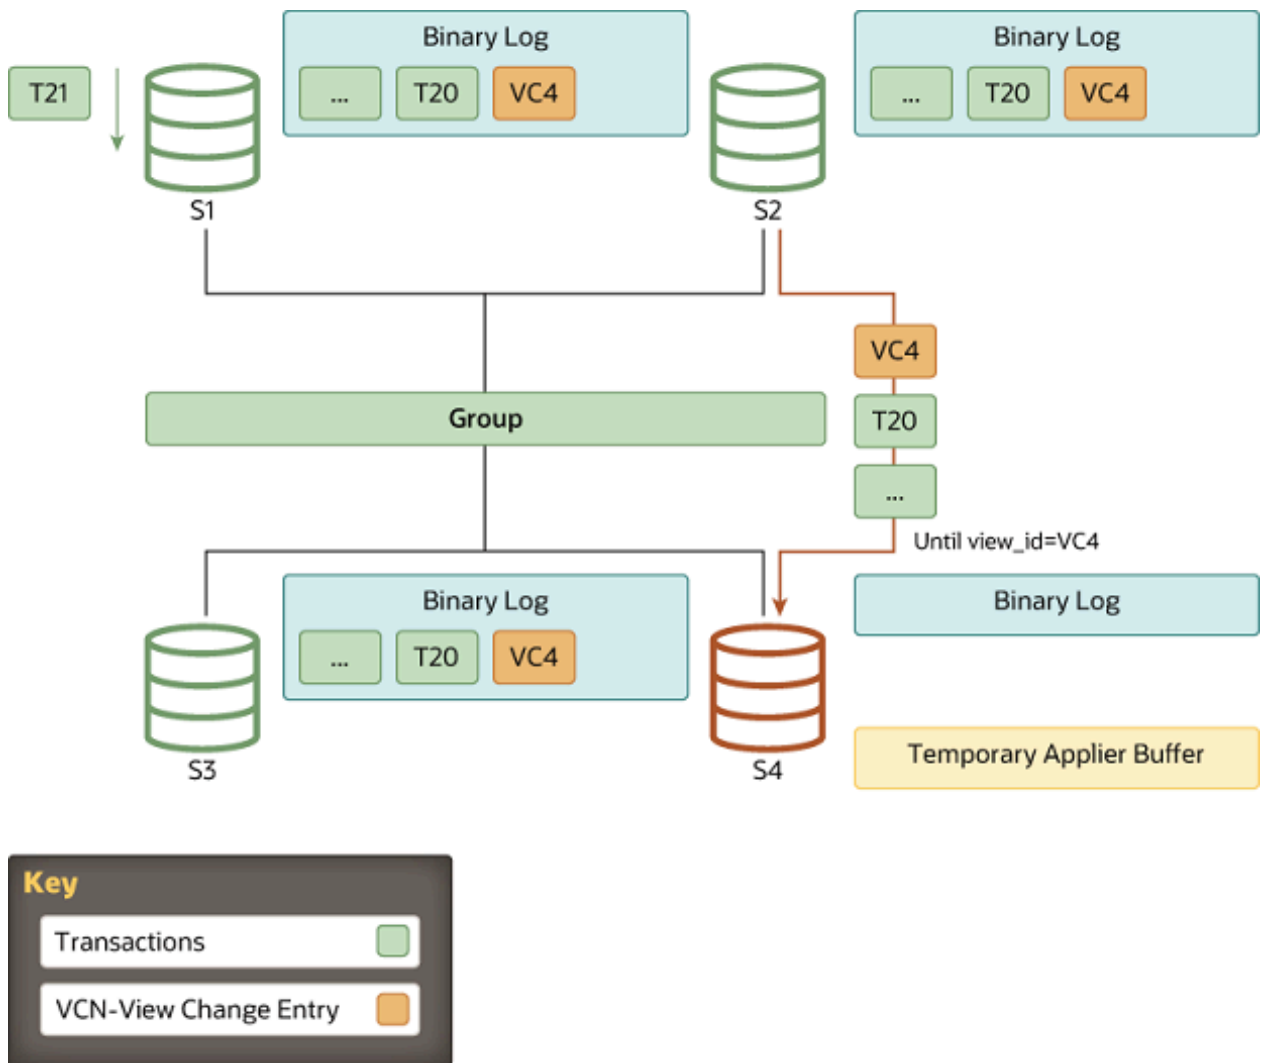 Binary Log
Binary Log
T21
... T20 VC4
... T20 VC4
S1
S2
VC4
Group
T20
...
Until view_id=VC4
Binary Log
Binary Log
... T20 VC4
Temporary Applier Buffer
S3
S4
Key
Transactions
VCN-View Change Entry